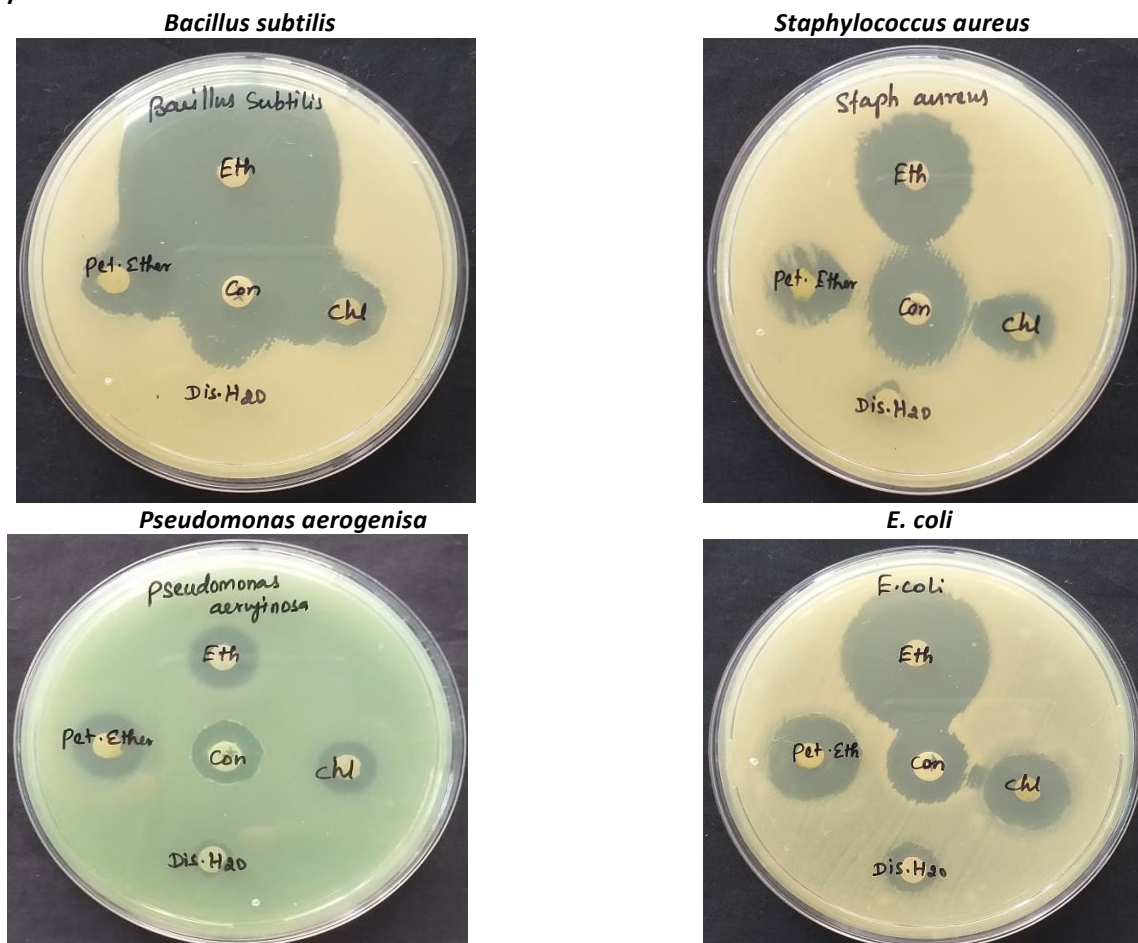 Bacillus subtilis
Staphylococcus aureus
Bacillus Subtilis
Eth
Pet. Ether
Con
Chl
Dis. H2O
Staph aureus
Eth
Pet. Ether
Con
Chl
Dis. H2O
Pseudomonas aerogenisa
E. coli
Pseudomonas
aeruginosa
Eth
Pet. Ether
Con
Chl
Dis. H2O
E.coli
Eth
Pet. Eth
Con
Chl
Dis. H2O